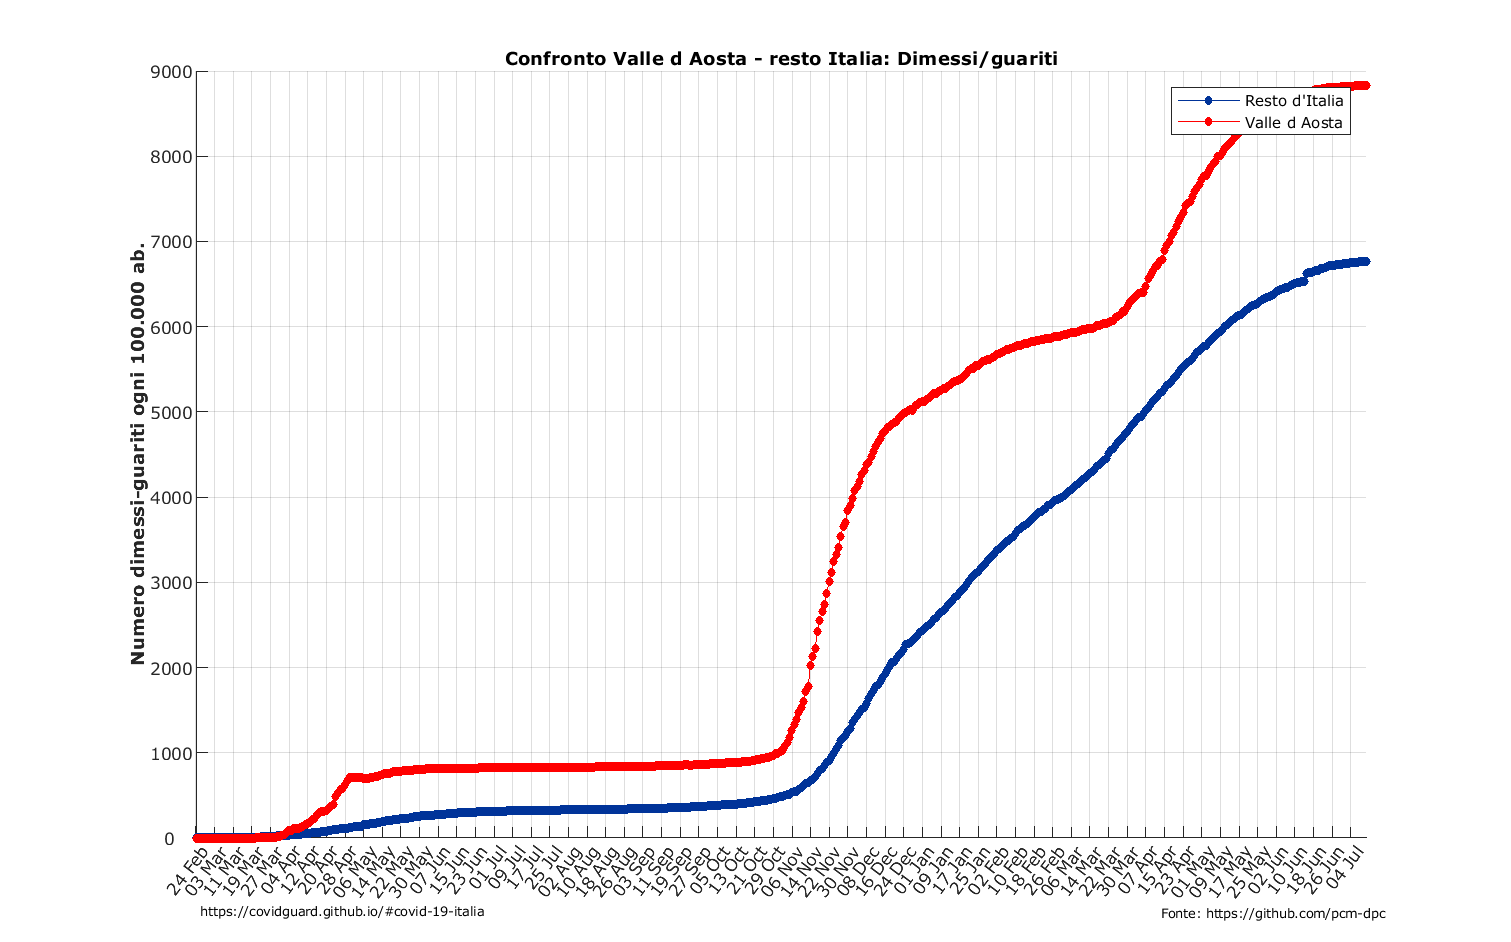 Confronto Valle d Aosta - resto Italia: Dimessi/guariti
Numero dimessi-guariti ogni 100.000 ab.
9000
8000
7000
6000
5000
4000
3000
2000
1000
0
Resto d'Italia
Valle d Aosta
24 Feb
03 Mar
11 Mar
19 Mar
27 Mar
04 Apr
12 Apr
20 Apr
28 Apr
06 May
14 May
22 May
30 May
07 Jun
15 Jun
23 Jun
01 Jul
09 Jul
17 Jul
25 Jul
02 Aug
10 Aug
18 Aug
26 Aug
03 Sep
11 Sep
19 Sep
27 Sep
05 Oct
13 Oct
21 Oct
29 Oct
06 Nov
14 Nov
22 Nov
30 Nov
08 Dec
16 Dec
24 Dec
01 Jan
09 Jan
17 Jan
25 Jan
02 Feb
10 Feb
18 Feb
26 Feb
06 Mar
14 Mar
22 Mar
30 Mar
07 Apr
15 Apr
23 Apr
01 May
09 May
17 May
25 May
02 Jun
10 Jun
18 Jun
26 Jun
04 Jul
https://covidguard.github.io/#covid-19-italia
Fonte: https://github.com/pcm-dpc